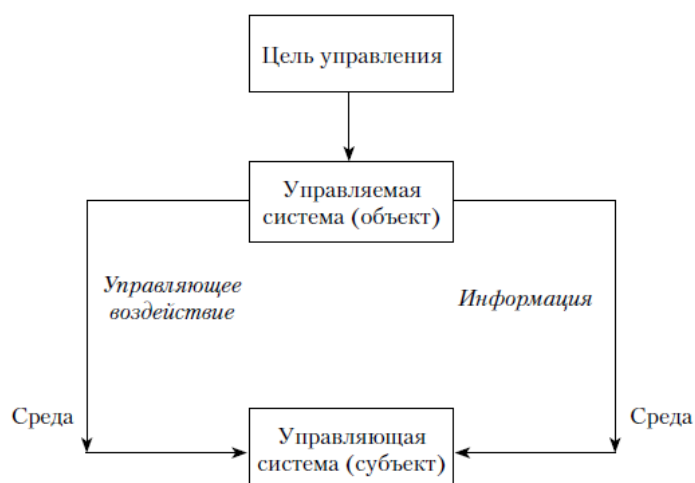 Цель управления
Управляемая
система (объект)
Управляющее
воздействие
Информация
Среда
Среда
Управляющая
система (субъект)